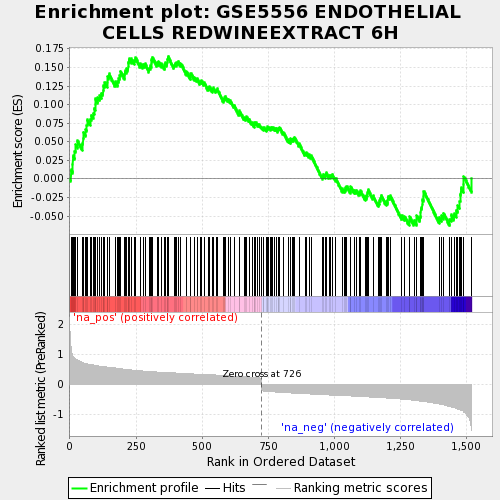 Enrichment plot: GSE5556 ENDOTHELIAL
CELLS REDWINEEXTRACT 6H
Enrichment score (ES)
0.175
0.150
0.125
0.100
0.075
0.050
0.025
0.000
-0.025
-0.050
Ranked list metric (PreRanked)
2
1
0
-1
'na_pos' (positively correlated)
Zero cross at 726
'na_neg' (negatively correlated)
0
250
500
750
1,000
1,250
1,500
Rank in Ordered Dataset
Enrichment profile
Hits
Ranking metric scores